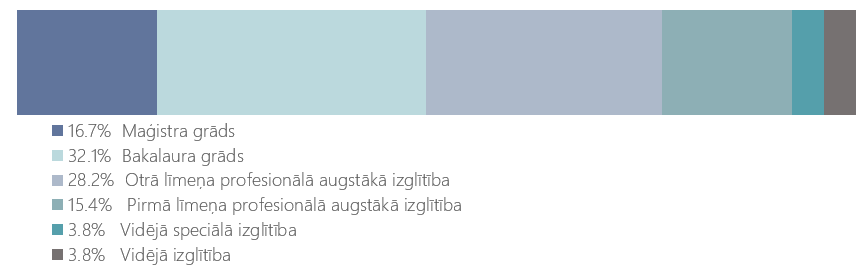 16.7% Maģistra grāds
32.1% Bakalaura grāds
28.2% Otrā līmeņa profesionālā augstākā izglītība
15.4% Pirmā līmeņa profesionālā augstākā izglītība
3.8% Vidējā speciālā izglītība
3.8% Vidējā izglītība